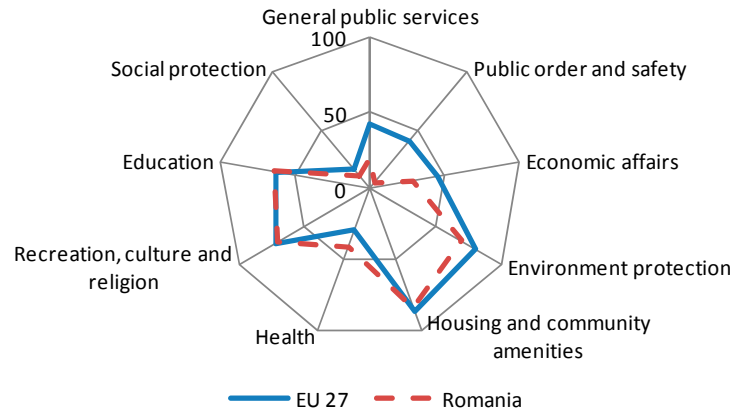 General public services
100
Social protection
Public order and safety
50
Education
Economic affairs
0
Recreation, culture and
religion
Environment protection
Health
Housing and community
amenities
EU 27
Romania